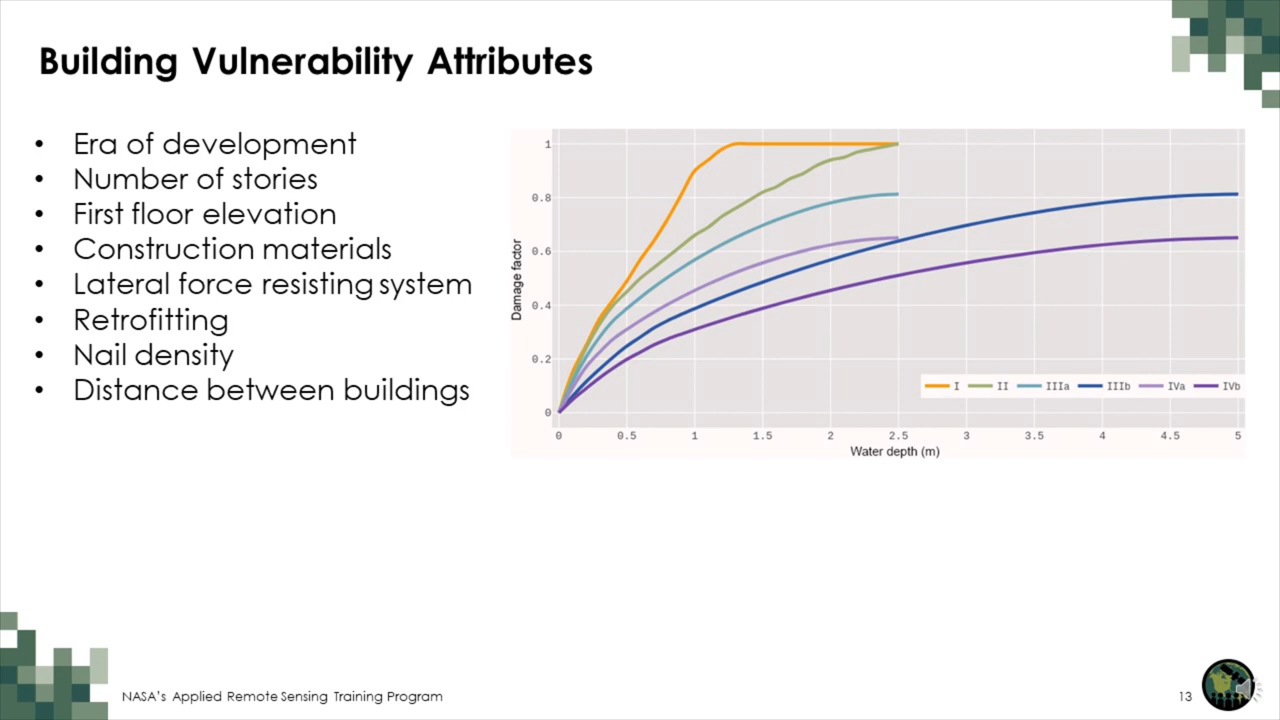 Building Vulnerability Attributes
• Era of development
• Number of stories
• First floor elevation
• Construction materials
• Lateral force resisting system
• Retrofitting
• Nail density
• Distance between buildings
Damage factor
1
0.8
0.6
0.4
0.2
0
I II IIIa IIIb IVa IVb
0 0.5 1 1.5 2 2.5 3 3.5 4 4.5 5
Water depth (m)
NASA's Applied Remote Sensing Training Program
13